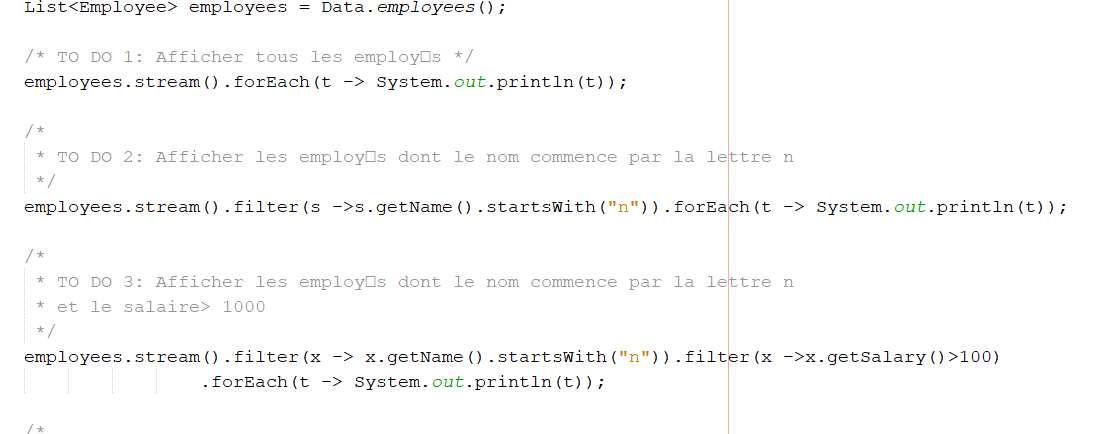 List<Employee> employees = Data.employees();
/* TO DO 1: Afficher tous les employ□s */
employees.stream().forEach(t -> System.out.println(t));
/*
* TO DO 2: Afficher les employ□s dont le nom commence par la lettre n
*/
employees.stream().filter(s ->s.getName().startsWith("n")).forEach(t -> System.out.println(t));
/*
* TO DO 3: Afficher les employ□s dont le nom commence par la lettre n
* et le salaire> 1000
*/
employees.stream().filter(x -> x.getName().startsWith("n")).filter(x ->x.getSalary()>100)
.forEach(t -> System.out.println(t));
/*